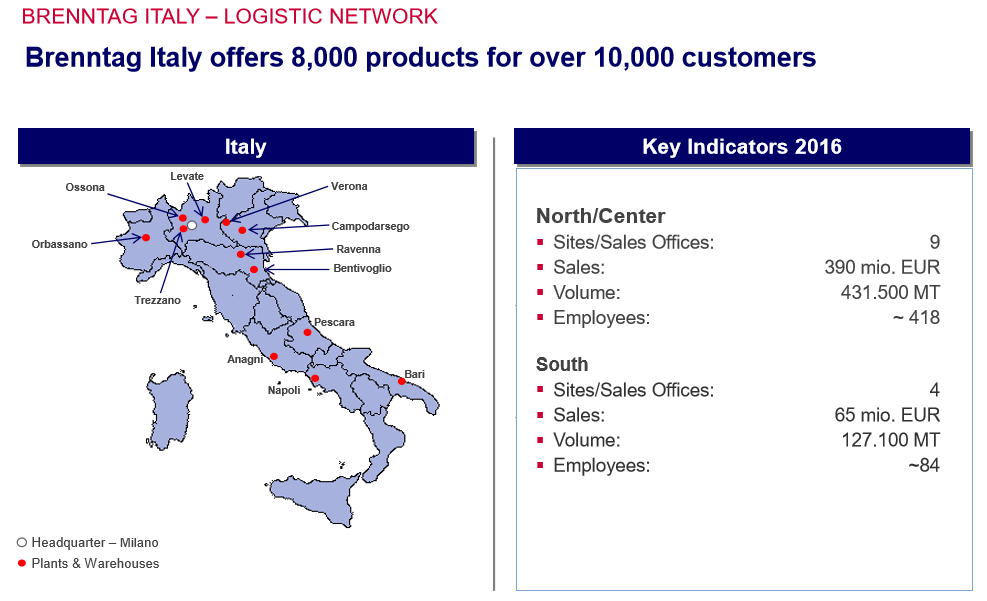 BRENNTAG ITALY – LOGISTIC NETWORK
Brenntag Italy offers 8,000 products for over 10,000 customers
Italy
Levate
Ossona
Verona
Campodarsego
Orbassano
Ravenna
Bentivoglio
Trezzano
Pescara
Anagni
Bari
Napoli
Headquarter – Milano
Plants & Warehouses
Key Indicators 2016
North/Center
Sites/Sales Offices: 9
Sales: 390 mio. EUR
Volume: 431.500 MT
Employees: ~ 418
South
Sites/Sales Offices: 4
Sales: 65 mio. EUR
Volume: 127.100 MT
Employees: ~84